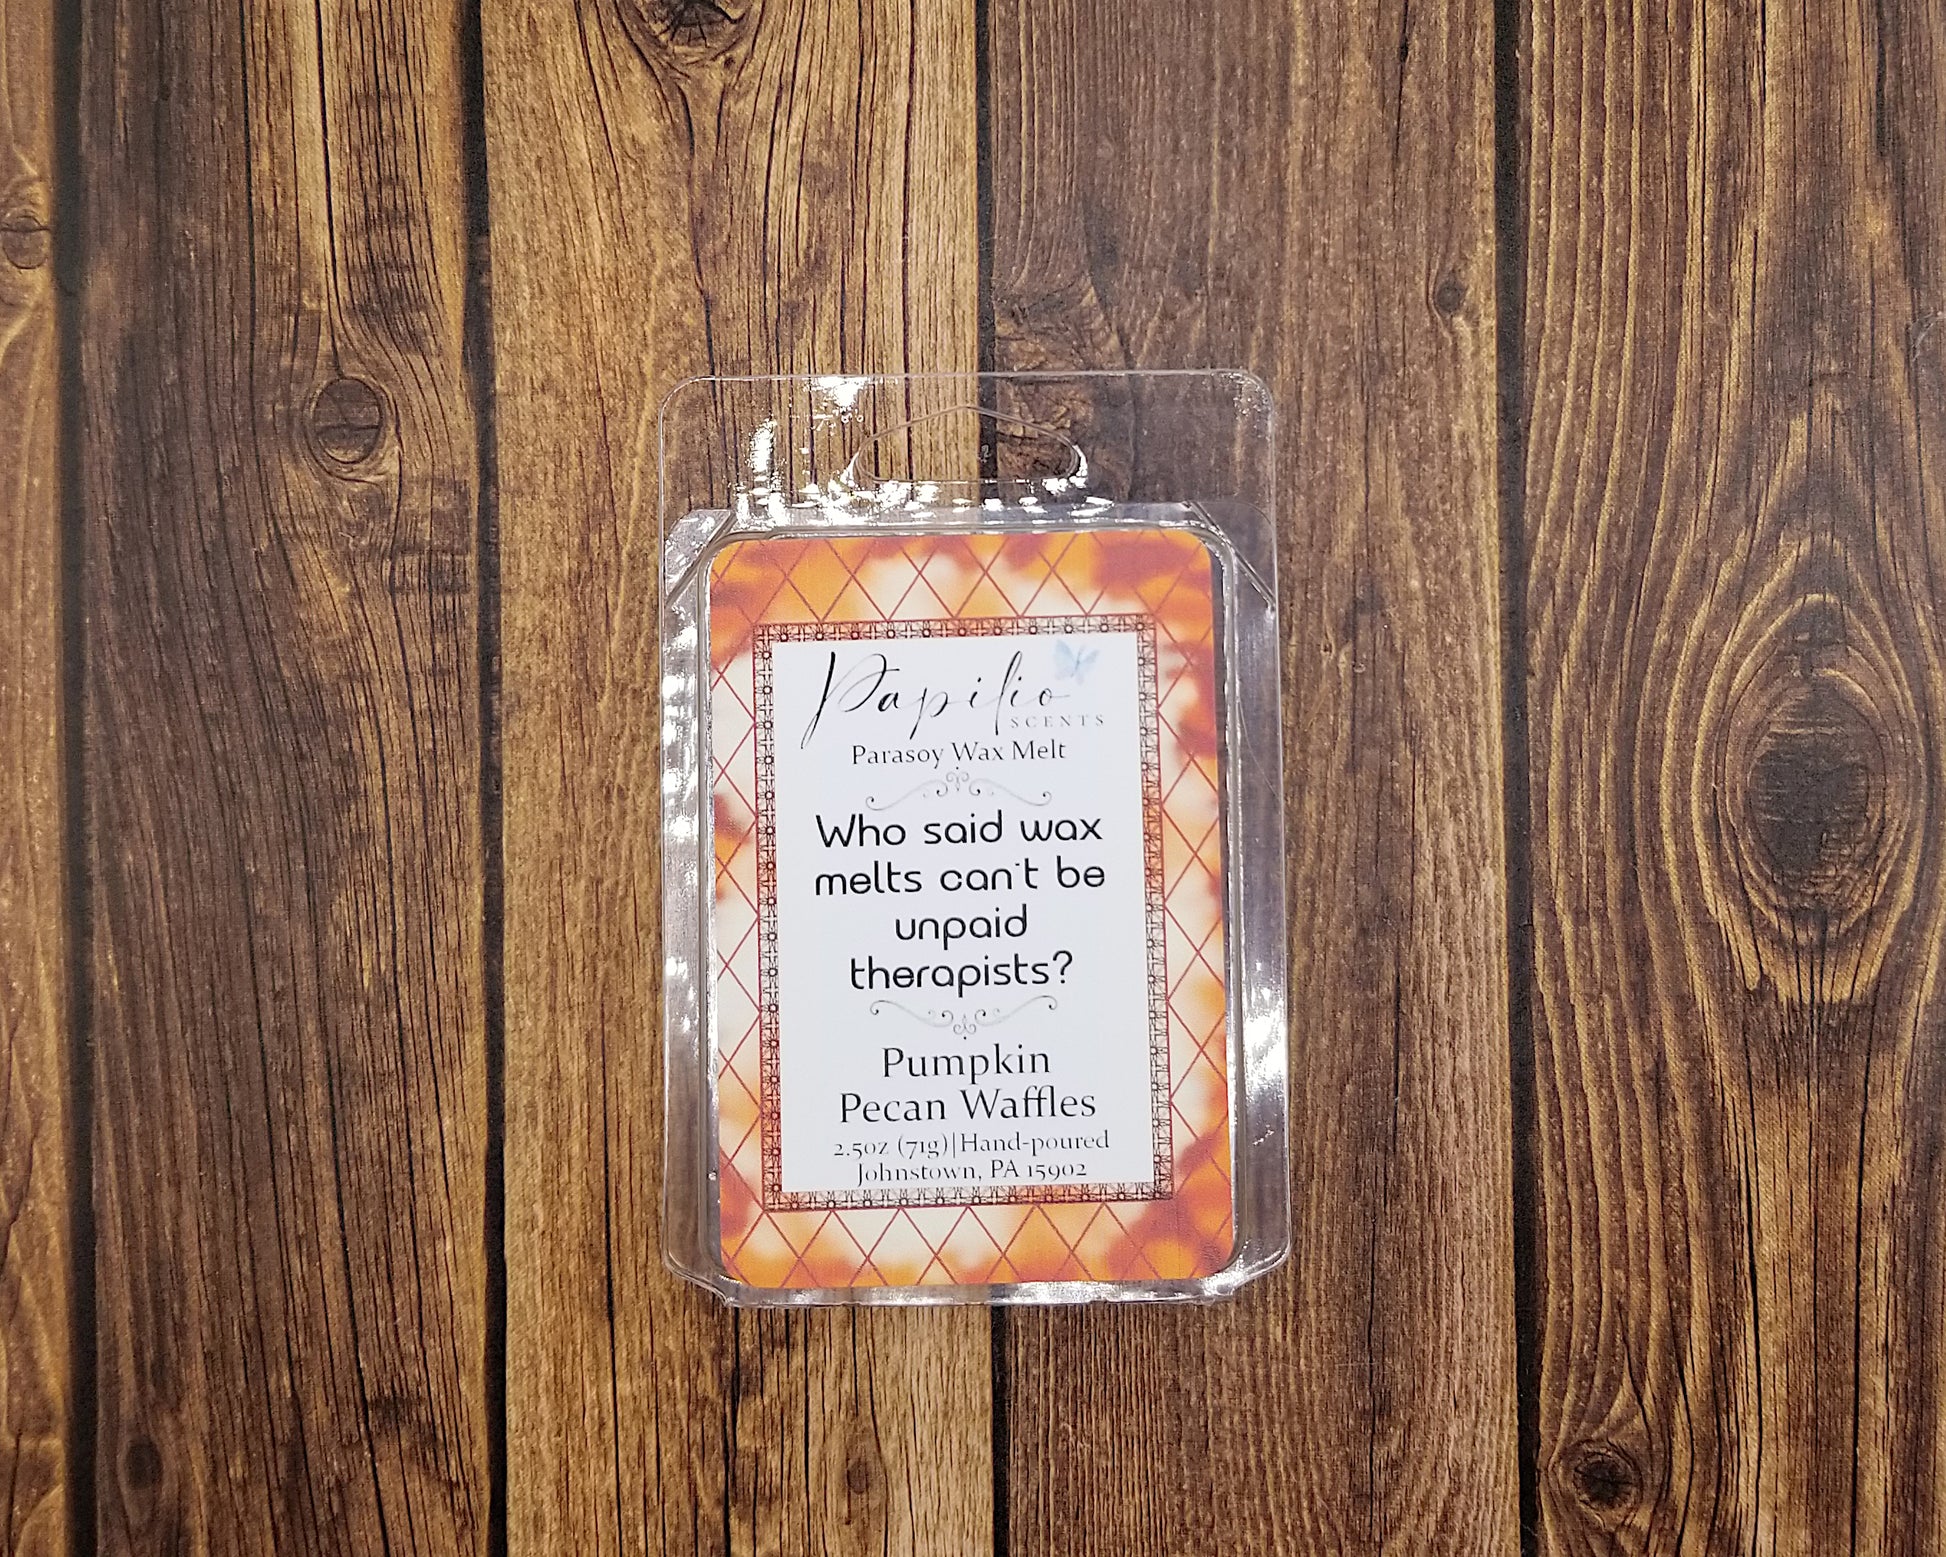 Papilio
SCENTS
Parasoy Wax Melt
Who said wax
melts can't be
unpaid
therapists?
Pumpkin
Pecan Waffles
2.5oz (71g)|Hand-poured
Johnstown, PA 15902